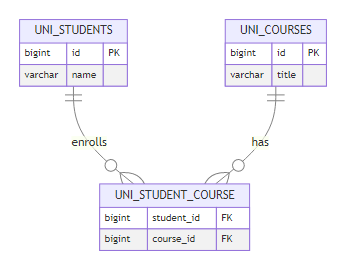 UNI_STUDENTS UNI_COURSES
bigint id PK bigint id PK
varchar name varchar title
enrolls has
UNI_STUDENT_COURSE
bigint student_id FK
bigint course_id FK